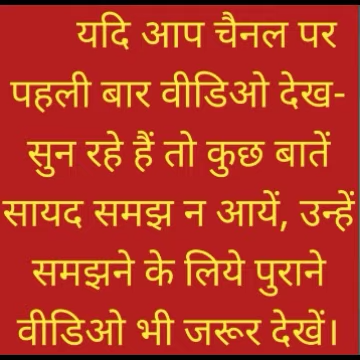 यदि आप चैनल पर
पहली बार वीडिओ देख-
सुन रहे हैं तो कुछ बातें
सायद समझ न आयें, उन्हें
समझने के लिये पुराने
वीडिओ भी जरूर देखें।